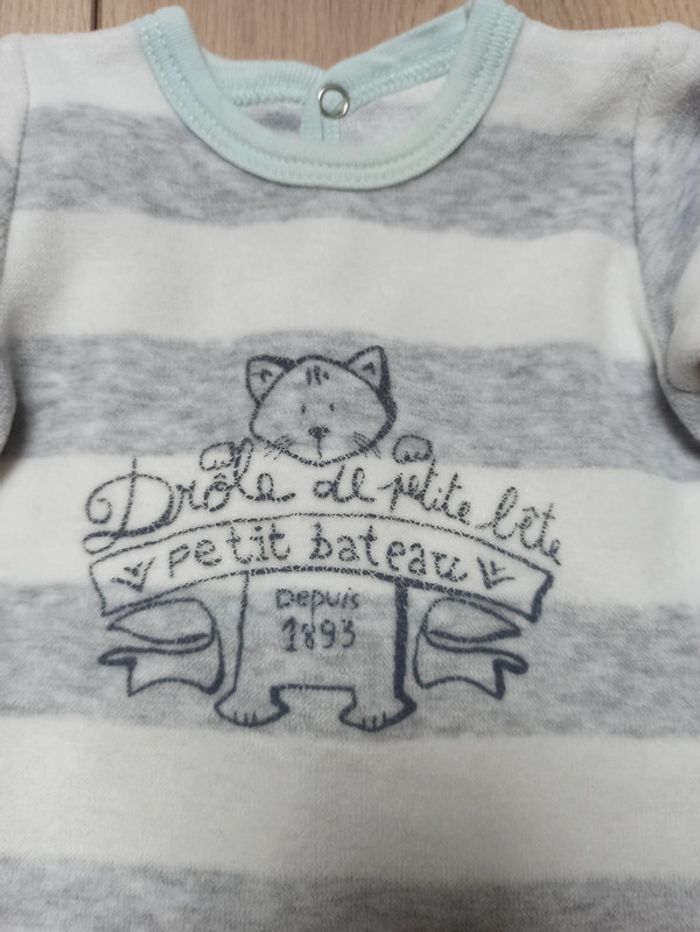 Drôle de petite bête
petit bateau
Depuis
1893